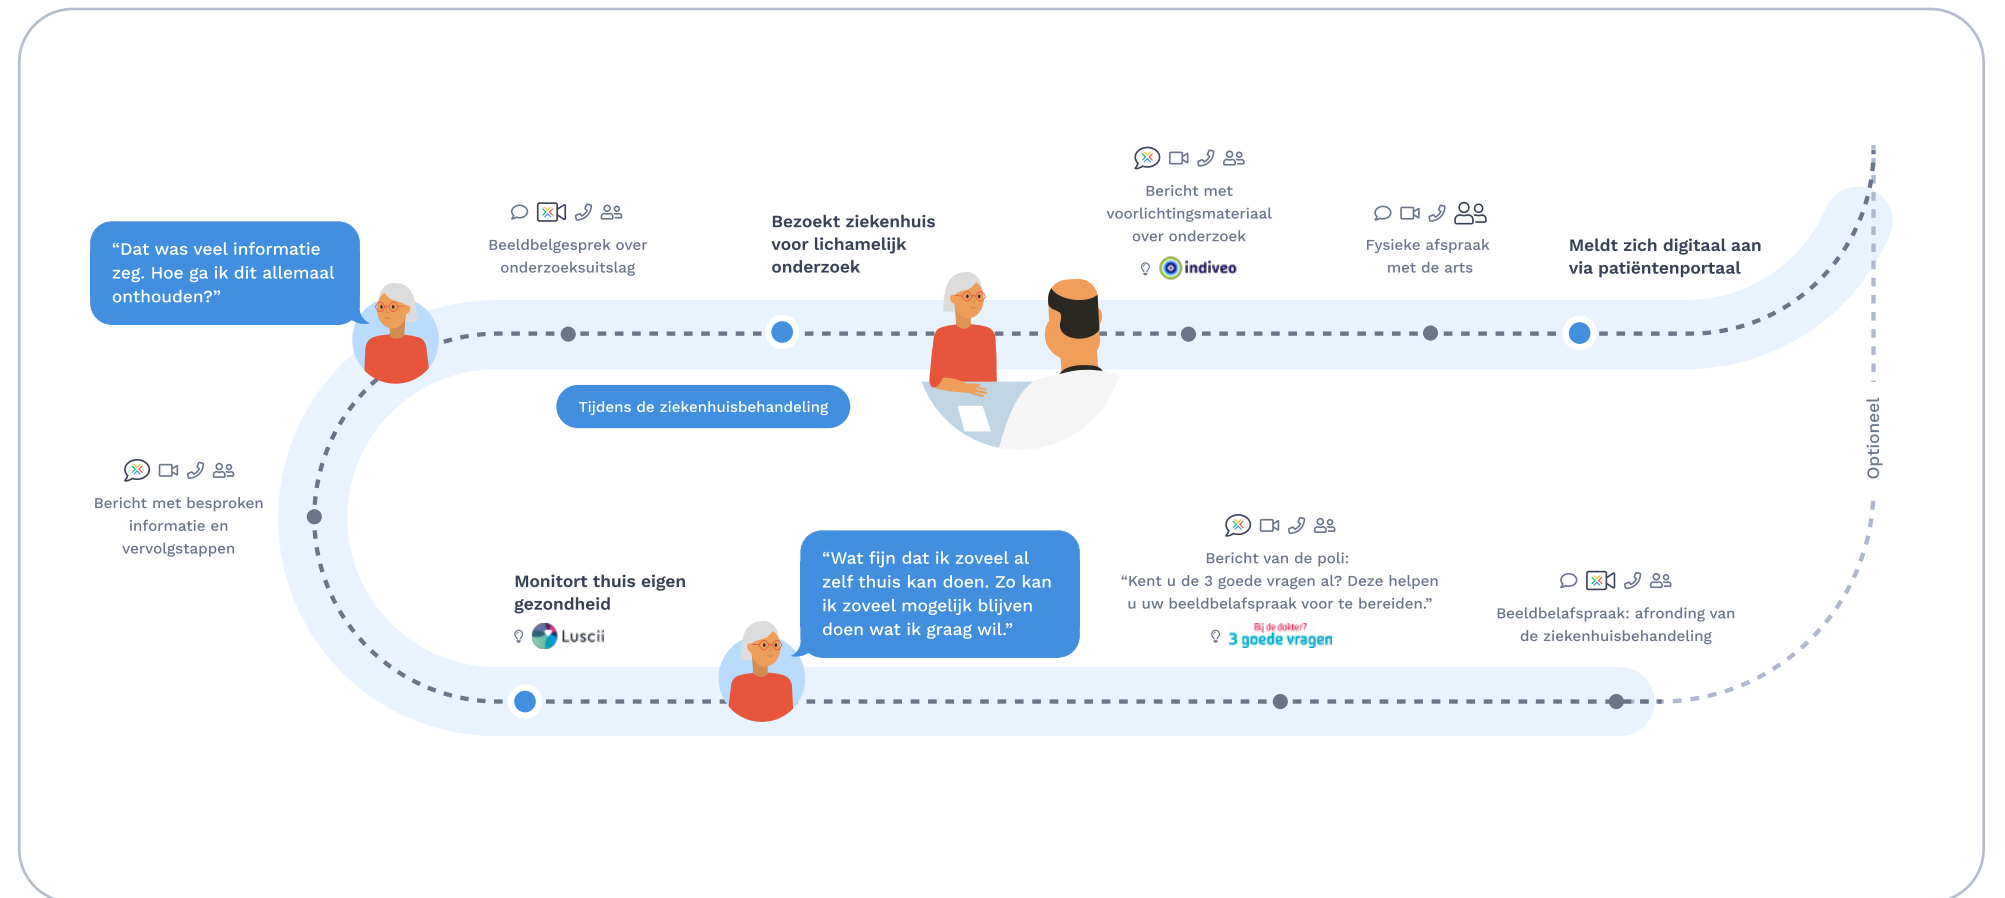 “Dat was veel informatie
zeg. Hoe ga ik dit allemaal
onthouden?”
Beeldbelgesprek over
onderzoeksuitslag
Bezoekt ziekenhuis
voor lichamelijk
onderzoek
Bericht met
voorlichtingsmateriaal
over onderzoek
indiveo
Fysieke afspraak
met de arts
Meldt zich digitaal aan
via patiëntenportaal
Tijdens de ziekenhuisbehandeling
Optioneel
Bericht met besproken
informatie en
vervolgstappen
Monitort thuis eigen
gezondheid
Luscii
“Wat fijn dat ik zoveel al
zelf thuis kan doen. Zo kan
ik zoveel mogelijk blijven
doen wat ik graag wil.”
Bericht van de poli:
“Kent u de 3 goede vragen al? Deze helpen
u uw beeldbelafspraak voor te bereiden.”
Bij de dokter?
3 goede vragen
Beeldbelafspraak: afronding van
de ziekenhuisbehandeling